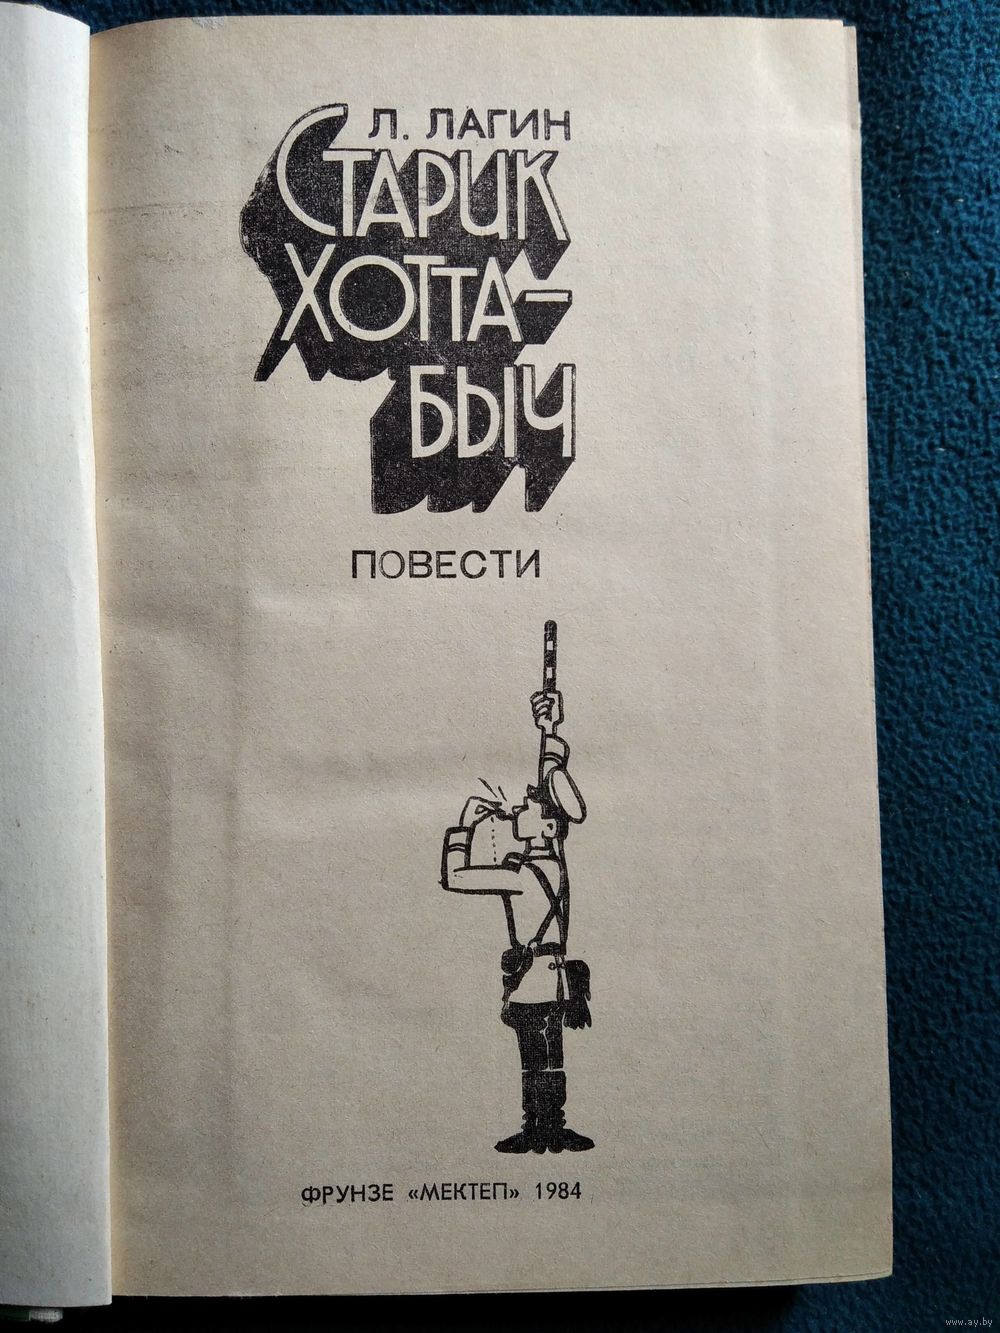 Л. ЛАГИН
СТАРИК
ХОТТА-
БЫЧ
ПОВЕСТИ
ФРУНЗЕ «МЕКТЕП» 1984
www.ay.by